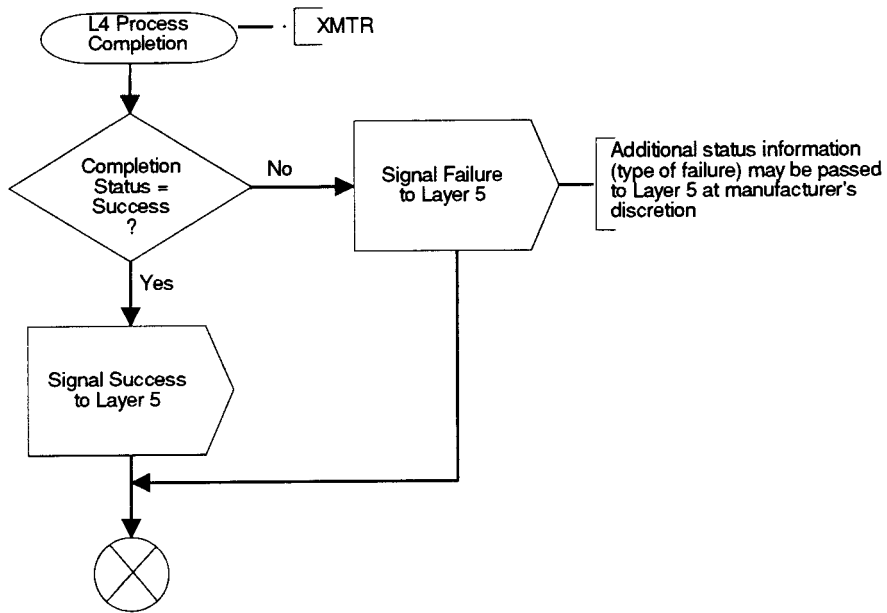 L4 Process
Completion
XMTR
Completion
Status =
Success
?
No
Signal Failure
to Layer 5
Additional status information
(type of failure) may be passed
to Layer 5 at manufacturer's
discretion
Yes
Signal Success
to Layer 5